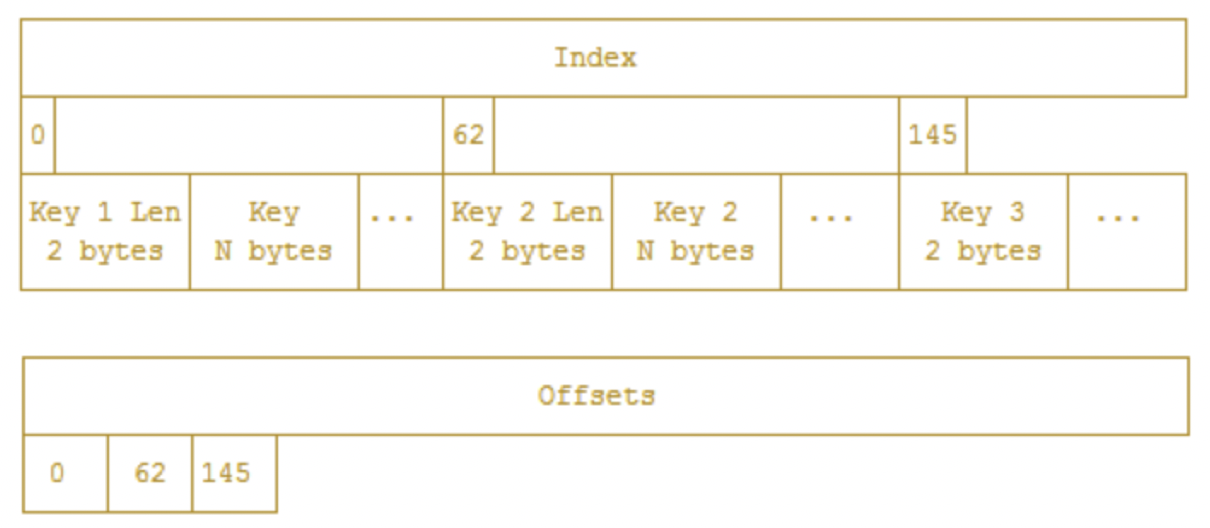 Index
0 62 145
Key 1 Len Key ... Key 2 Len Key 2 ... Key 3 ...
2 bytes N bytes 2 bytes N bytes 2 bytes
Offsets
0 62 145